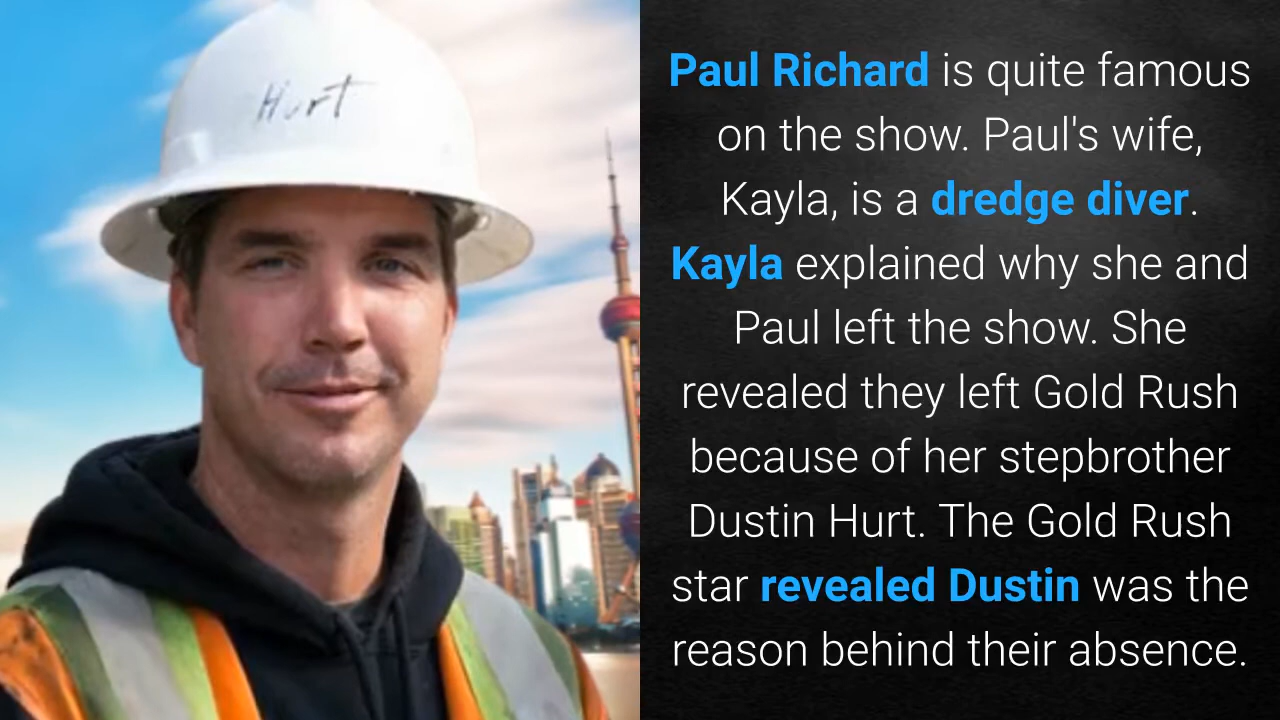 Hurt
Paul Richard is quite famous
on the show. Paul's wife,
Kayla, is a dredge diver.
Kayla explained why she and
Paul left the show. She
revealed they left Gold Rush
because of her stepbrother
Dustin Hurt. The Gold Rush
star revealed Dustin was the
reason behind their absence.